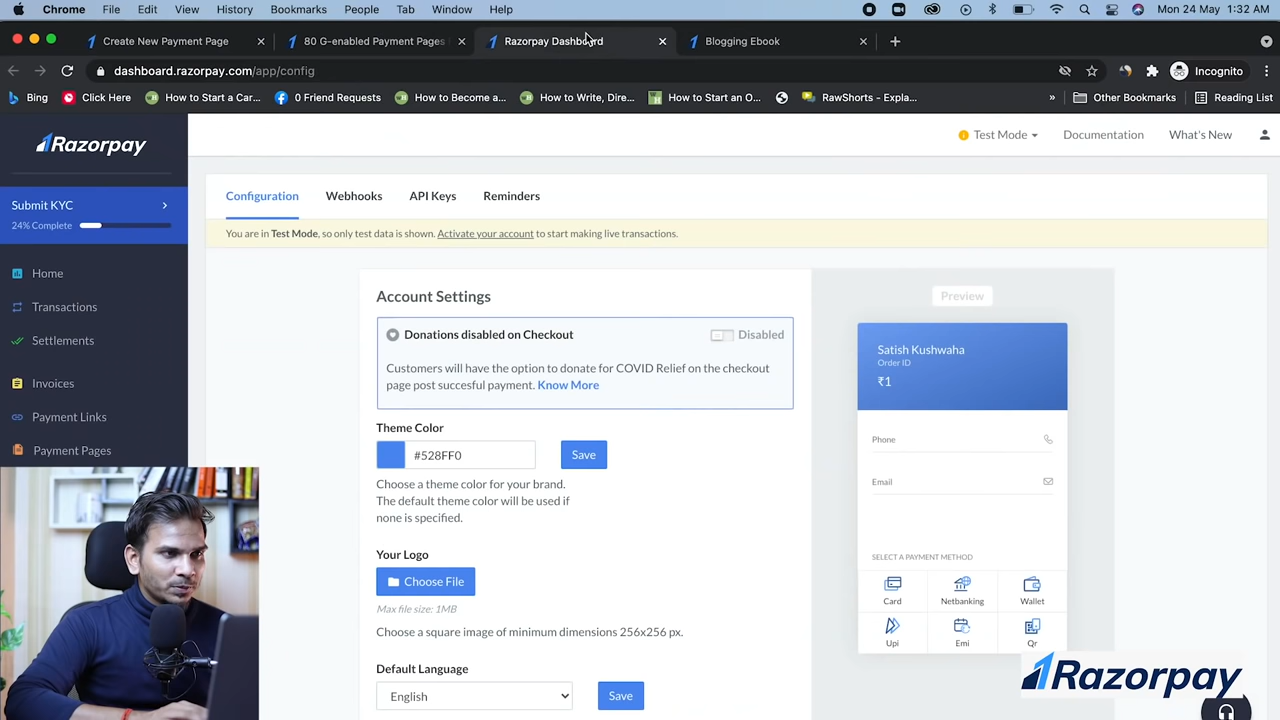 Chrome File Edit View History Bookmarks People Tab Window Help
Mon 24 May 1:32 AM
Create New Payment Page
80 G-enabled Payment Pages
Razorpay Dashboard
Blogging Ebook
dashboard.razorpay.com/app/config
Incognito
Bing
Click Here
How to Start a Car...
0 Friend Requests
How to Become a...
How to Write, Dire...
How to Start an O...
RawShorts - Expla...
»
Other Bookmarks
Reading List
Razorpay
Test Mode
Documentation
What's New
Submit KYC
24% Complete
Home
Transactions
Settlements
Invoices
Payment Links
Payment Pages
Configuration
Webhooks
API Keys
Reminders
You are in Test Mode, so only test data is shown. Activate your account to start making live transactions.
Account Settings
Donations disabled on Checkout
Disabled
Customers will have the option to donate for COVID Relief on the checkout
page post succesful payment. Know More
Theme Color
#528FF0
Save
Choose a theme color for your brand.
The default theme color will be used if
none is specified.
Your Logo
Choose File
Max file size: 1MB
Choose a square image of minimum dimensions 256x256 px.
Default Language
English
Save
Preview
Satish Kushwaha
Order ID
₹1
Phone
Email
SELECT A PAYMENT METHOD
Card
Netbanking
Wallet
Upi
Emi
Qr
Razorpay